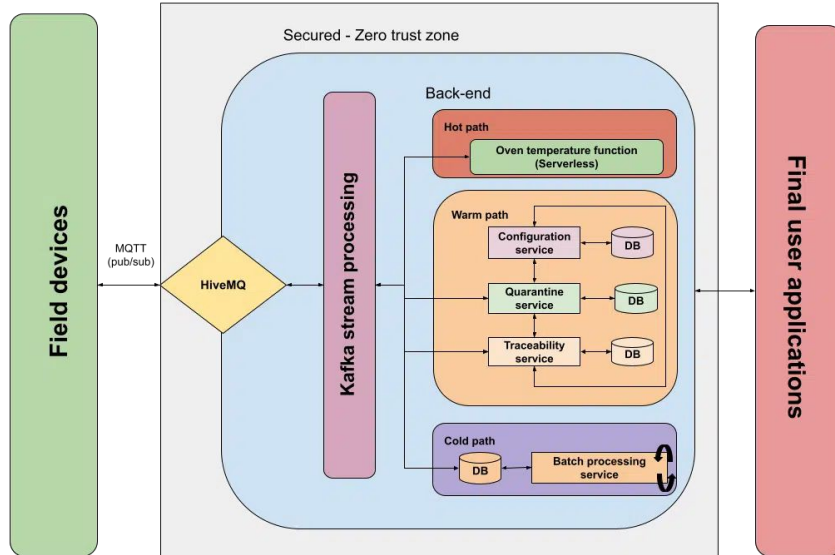 Secured - Zero trust zone
Back-end
Field devices
MQTT
(pub/sub)
HiveMQ
Kafka stream processing
Hot path
Oven temperature function
(Serverless)
Warm path
Configuration
service
DB
Quarantine
service
DB
Traceability
service
DB
Cold path
DB
Batch processing
service
Final user applications